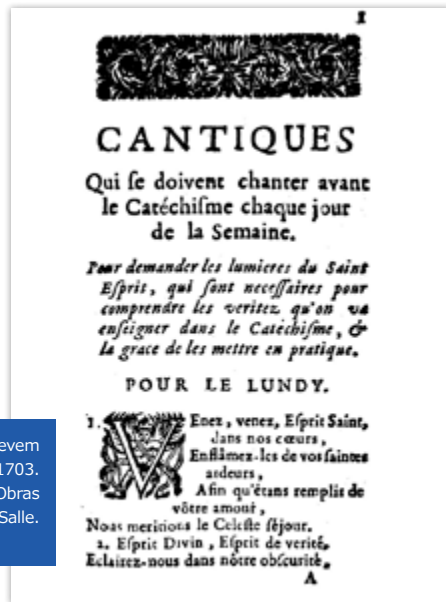 1
CANTIQUES
Qui ſe doivent chanter avant
le Catéchiſme chaque jour
de la Semaine.
Pour demander les lumieres du Saint
Eſprit, qui ſont neceſſaires pour
comprendre les veritez qu'on va
enſeigner dans le Catéchiſme, &
la grace de les mettre en pratique.
POUR LE LUNDY.
1. VEnez, venez, Eſprit Saint,
dans nos cœurs,
Enflâmez-les de vos ſaintes
ardeurs,
Afin qu'étans remplis de
vôtre amour,
Nous meritions le Celeſte ſéjour.
2. Eſprit Divin, Eſprit de verité,
Eclairez-nous dans nôtre obſcurité,
A
evem
1703.
Obras
Salle.